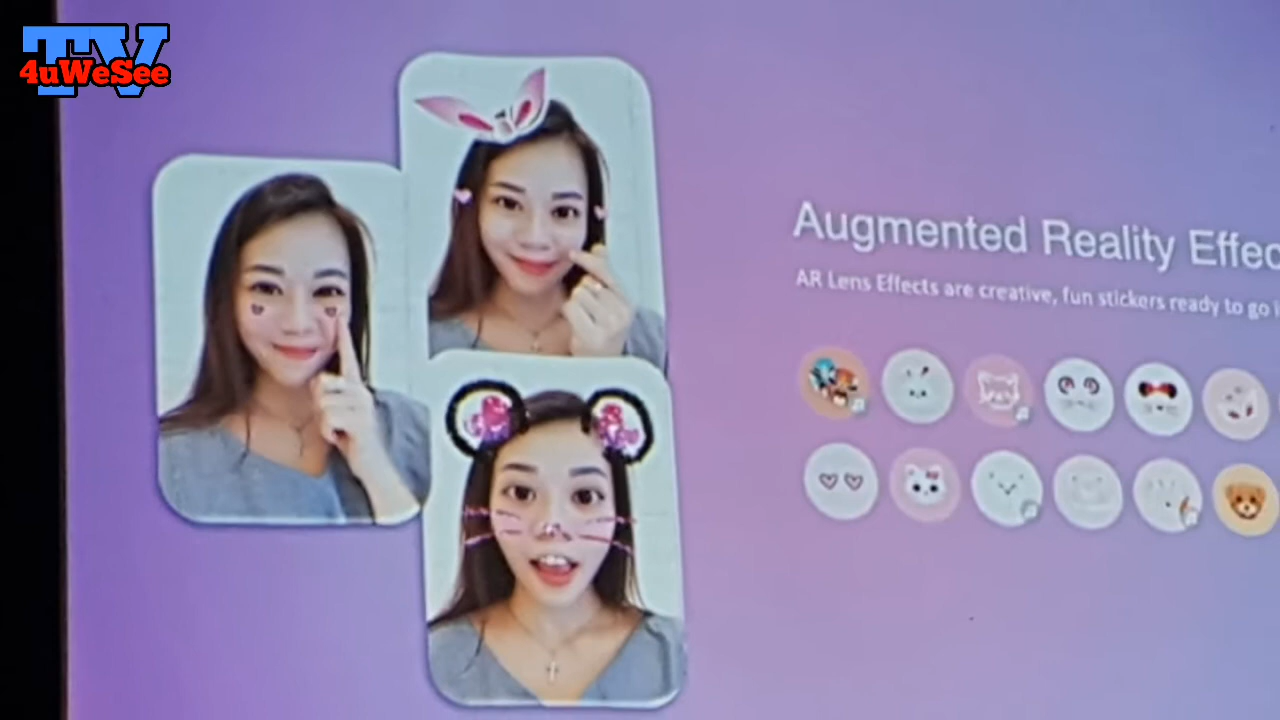 TV
4uWeSee
Augmented Reality Effec
AR Lens Effects are creative, fun stickers ready to go